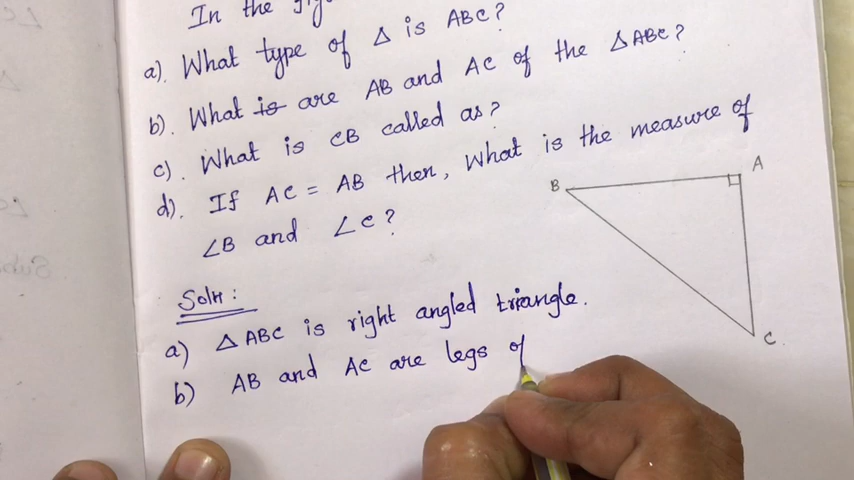 In the
a). What type of Δ is ABC?
b). What is are AB and AC of the ΔABC?
c). What is CB called as?
d). If AC = AB then, What is the measure of
∠B and ∠C?
B
A
C
Soln:
a) Δ ABC is right angled triangle.
b) AB and AC are legs of